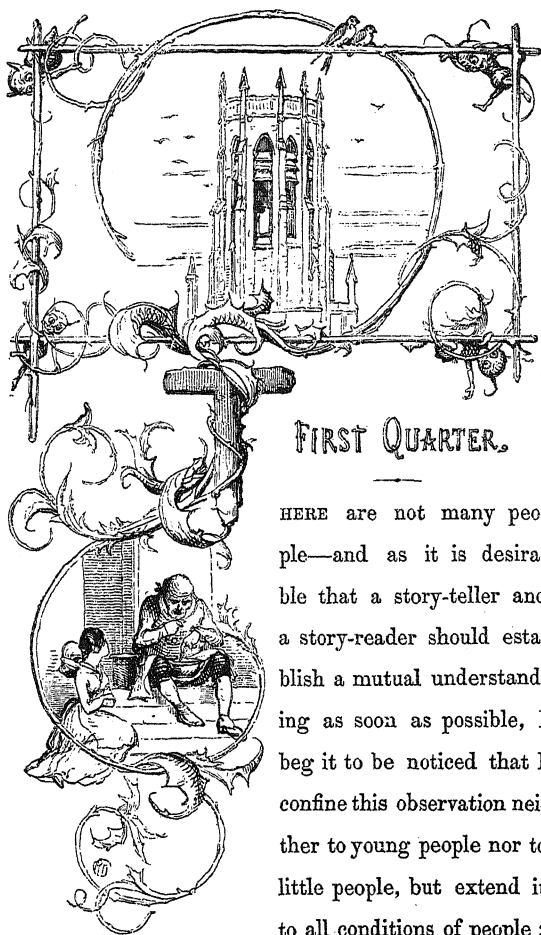 FIRST QUARTER.
THERE are not many peo
ple—and as it is desira
ble that a story-teller and
a story-reader should esta
blish a mutual understand
ing as soon as possible, I
beg it to be noticed that I
confine this observation nei
ther to young people nor to
little people, but extend it
to all conditions of people